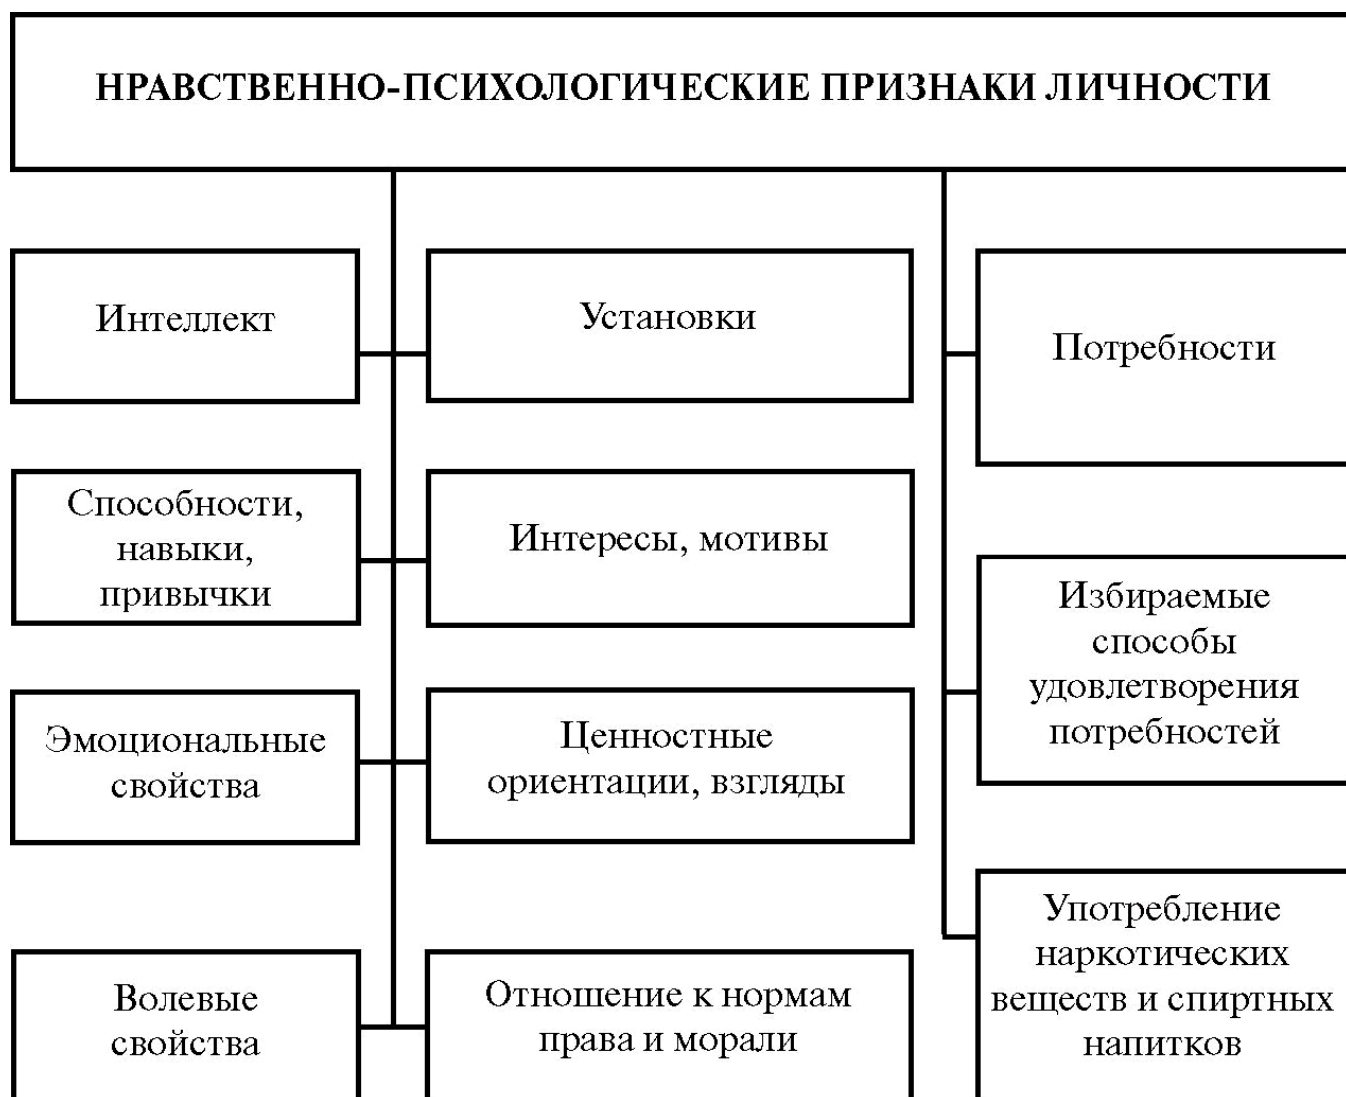 НРАВСТВЕННО-ПСИХОЛОГИЧЕСКИЕ ПРИЗНАКИ ЛИЧНОСТИ
Интеллект
Установки
Потребности
Способности,
навыки,
привычки
Интересы, мотивы
Избираемые
способы
удовлетворения
потребностей
Эмоциональные
свойства
Ценностные
ориентации, взгляды
Употребление
наркотических
веществ и спиртных
напитков
Волевые
свойства
Отношение к нормам
права и морали